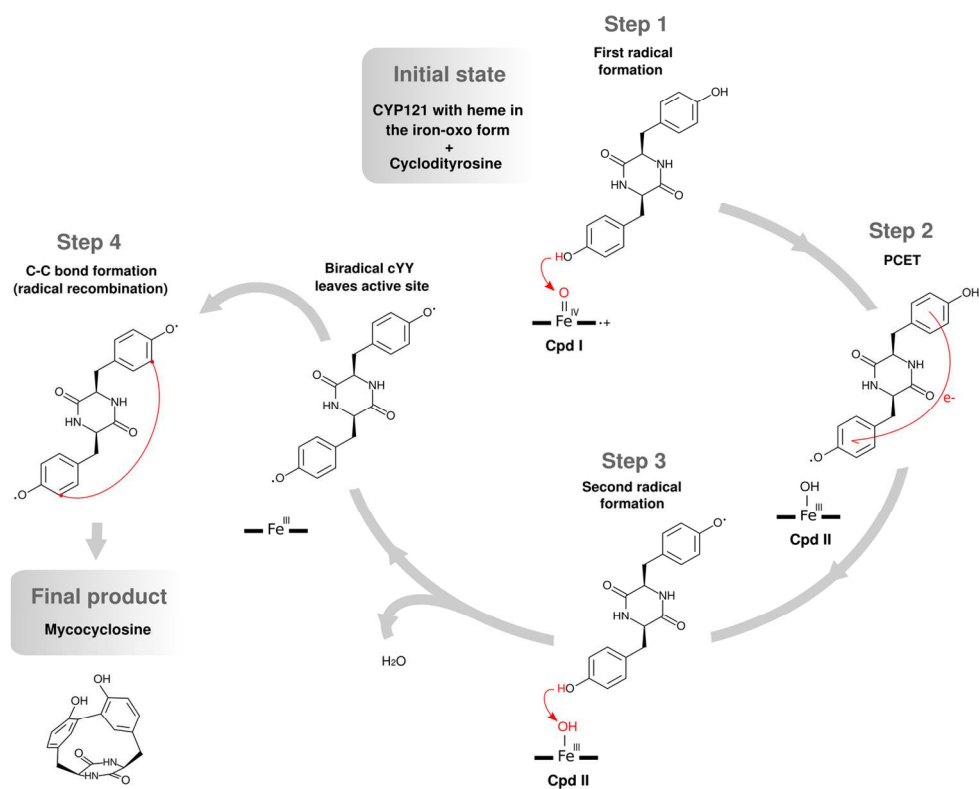 Initial state
CYP121 with heme in
the iron-oxo form
+
Cyclodityrosine
Step 1
First radical
formation
OH
O
NH
HN
O
HO
O
Fe
IV
·+
Cpd I
Step 2
PCET
OH
O
NH
HN
O
e-
·O
OH
Fe
III
Cpd II
Step 3
Second radical
formation
O·
O
NH
HN
O
HO
OH
Fe
III
Cpd II
H2O
Biradical cYY
leaves active site
O·
O
NH
HN
O
·O
Fe
III
Step 4
C-C bond formation
(radical recombination)
O·
O
NH
HN
O
·O
Final product
Mycocyclosine
OH
OH
O
HN
HN
O